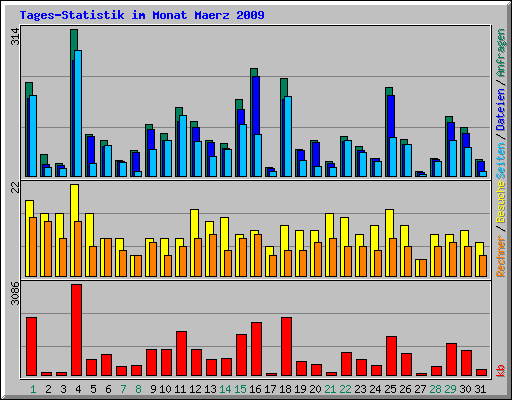 Tages-Statistik im Monat Maerz 2009
314
22
3086
Rechner / Besuche Seiten / Dateien / Anfragen
kb
1 2 3 4 5 6 7 8 9 10 11 12 13 14 15 16 17 18 19 20 21 22 23 24 25 26 27 28 29 30 31